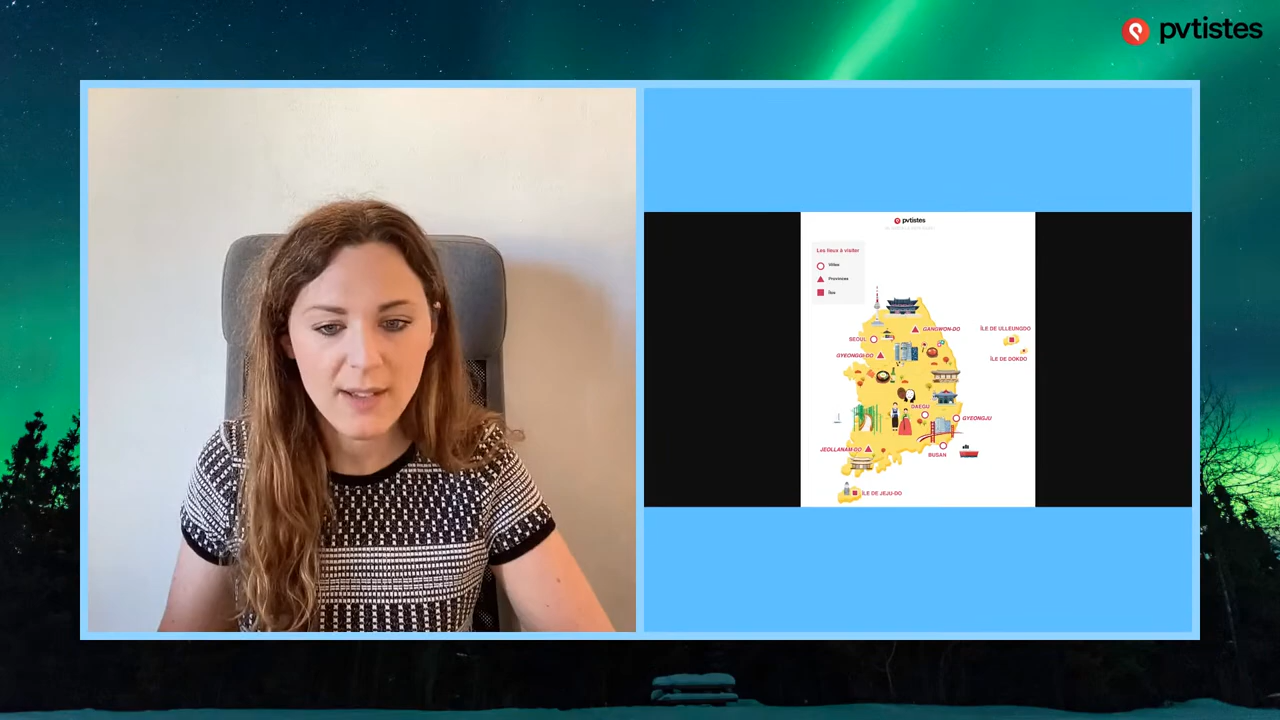 pvtistes
pvtistes
Les lieux à visiter
Villes
Provinces
Île
GANGWON-DO
ÎLE DE ULLEUNGDO
SEOUL
GYEONGGI-DO
ÎLE DE DOKDO
DAEGU
GYEONGJU
JEOLLANAM-DO
BUSAN
ÎLE DE JEJU-DO